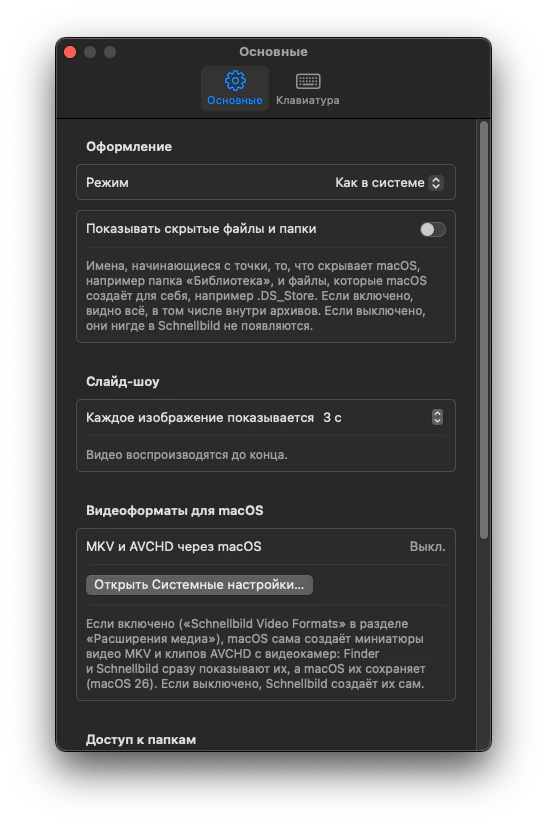 Основные
Основные
Клавиатура
Оформление
Режим
Как в системе
Показывать скрытые файлы и папки
Имена, начинающиеся с точки, то, что скрывает macOS,
например папка «Библиотека», и файлы, которые macOS
создаёт для себя, например .DS_Store. Если включено,
видно всё, в том числе внутри архивов. Если выключено,
они нигде в Schnellbild не появляются.
Слайд-шоу
Каждое изображение показывается 3 с
Видео воспроизводятся до конца.
Видеоформаты для macOS
MKV и AVCHD через macOS
Выкл.
Открыть Системные настройки...
Если включено («Schnellbild Video Formats» в разделе
«Расширения медиа»), macOS сама создаёт миниатюры
видео MKV и клипов AVCHD с видеокамер: Finder
и Schnellbild сразу показывают их, а macOS их сохраняет
(macOS 26). Если выключено, Schnellbild создаёт их сам.
Доступ к папкам